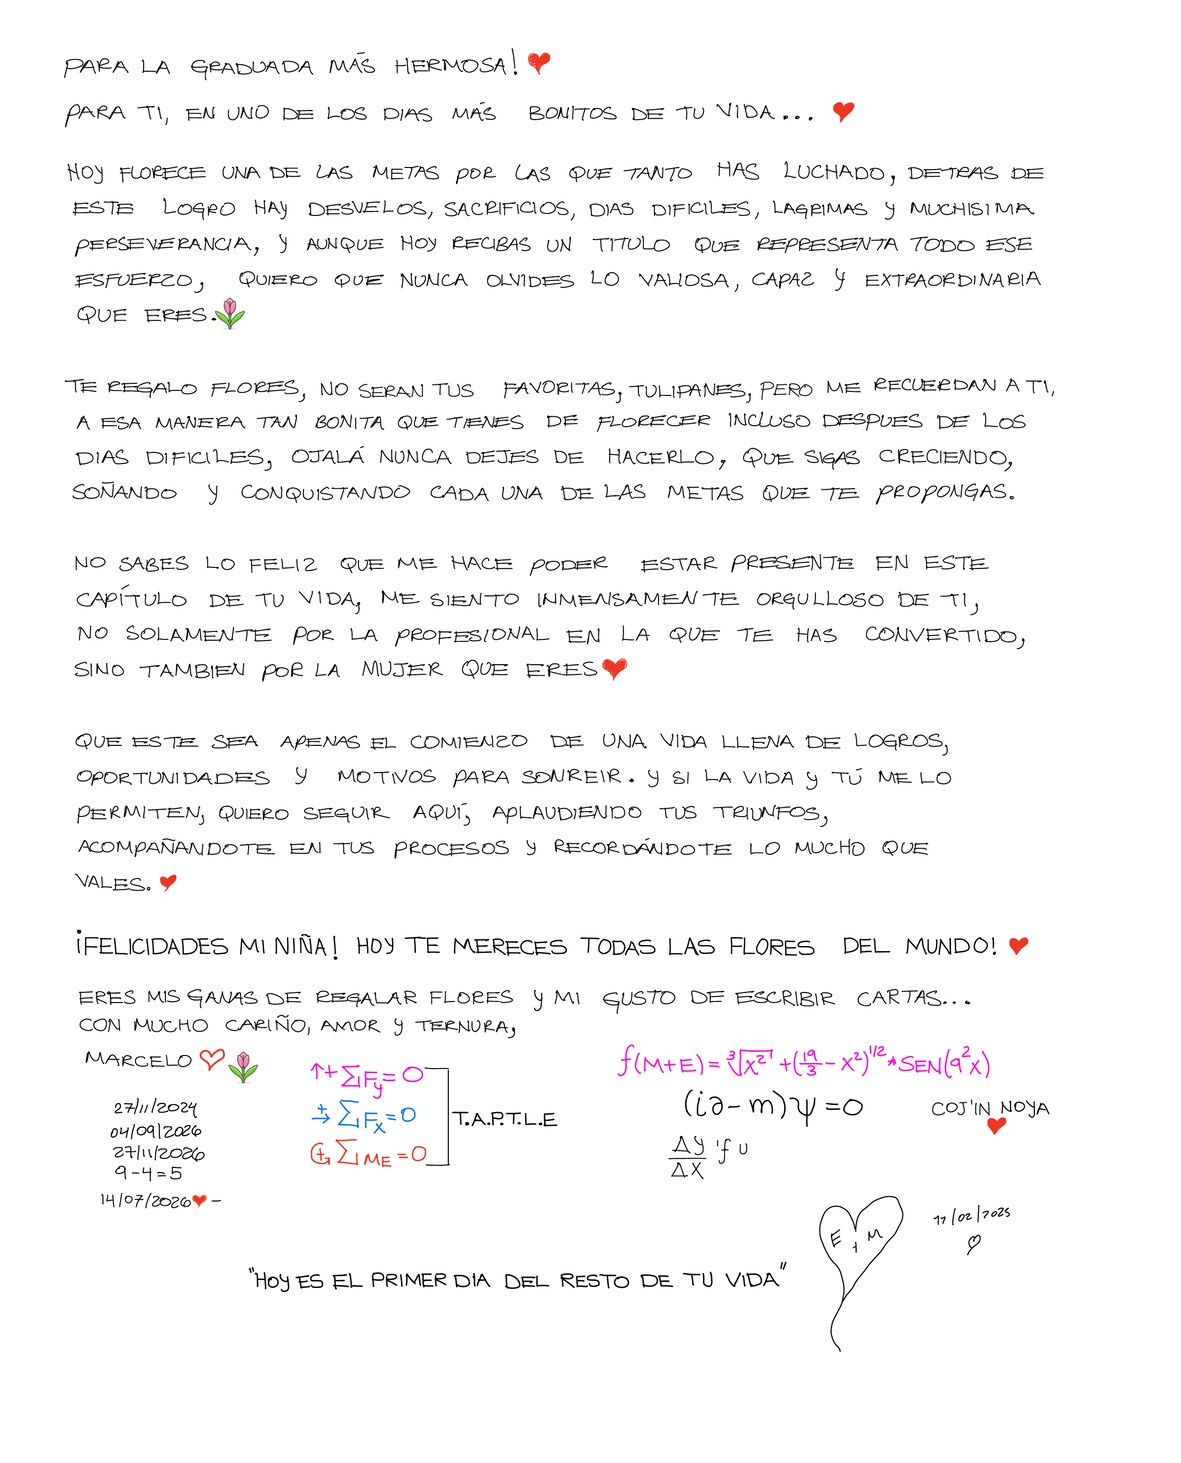 PARA LA GRADUADA MÁS HERMOSA! ❤
PARA TI, EN UNO DE LOS DIAS MÁS BONITOS DE TU VIDA... ❤
HOY FLORECE UNA DE LAS METAS POR LAS QUE TANTO HAS LUCHADO, DETRAS DE
ESTE LOGRO HAY DESVELOS, SACRIFICIOS, DIAS DIFICILES, LAGRIMAS Y MUCHISIMA
PERSEVERANCIA, Y AUNQUE HOY RECIBAS UN TITULO QUE REPRESENTA TODO ESE
ESFUERZO, QUIERO QUE NUNCA OLVIDES LO VALIOSA, CAPAZ Y EXTRAORDINARIA
QUE ERES.🌷
TE REGALO FLORES, NO SERAN TUS FAVORITAS, TULIPANES, PERO ME RECUERDAN A TI,
A ESA MANERA TAN BONITA QUE TIENES DE FLORECER INCLUSO DESPUES DE LOS
DIAS DIFICILES, OJALÁ NUNCA DEJES DE HACERLO, QUE SIGAS CRECIENDO,
SOÑANDO Y CONQUISTANDO CADA UNA DE LAS METAS QUE TE PROPONGAS.
NO SABES LO FELIZ QUE ME HACE PODER ESTAR PRESENTE EN ESTE
CAPÍTULO DE TU VIDA, ME SIENTO INMENSAMENTE ORGULLOSO DE TI,
NO SOLAMENTE POR LA PROFESIONAL EN LA QUE TE HAS CONVERTIDO,
SINO TAMBIEN POR LA MUJER QUE ERES❤
QUE ESTE SEA APENAS EL COMIENZO DE UNA VIDA LLENA DE LOGROS,
OPORTUNIDADES Y MOTIVOS PARA SONREIR. Y SI LA VIDA Y TÚ ME LO
PERMITEN, QUIERO SEGUIR AQUÍ, APLAUDIENDO TUS TRIUNFOS,
ACOMPAÑANDOTE EN TUS PROCESOS Y RECORDÁNDOTE LO MUCHO QUE
VALES. ❤
¡FELICIDADES MI NIÑA! HOY TE MERECES TODAS LAS FLORES DEL MUNDO! ❤
ERES MIS GANAS DE REGALAR FLORES Y MI GUSTO DE ESCRIBIR CARTAS...
CON MUCHO CARIÑO, AMOR Y TERNURA,
MARCELO ♡🌷
27/11/2024
04/09/2026
27/11/2026
9-4=5
14/07/2026❤-
↑+ ∑Fy=0
+→ ∑Fx=0
∑ME=0
T.A.P.T.L.E
f(M+E)=∛x² +(19/3-x²)^1/2*SEN(9²x)
(i∂-m)ψ=0
COJ'IN NOYA
❤
ΔY/ΔX 'f U
E + M
11/02/2025
♡
"HOY ES EL PRIMER DIA DEL RESTO DE TU VIDA"